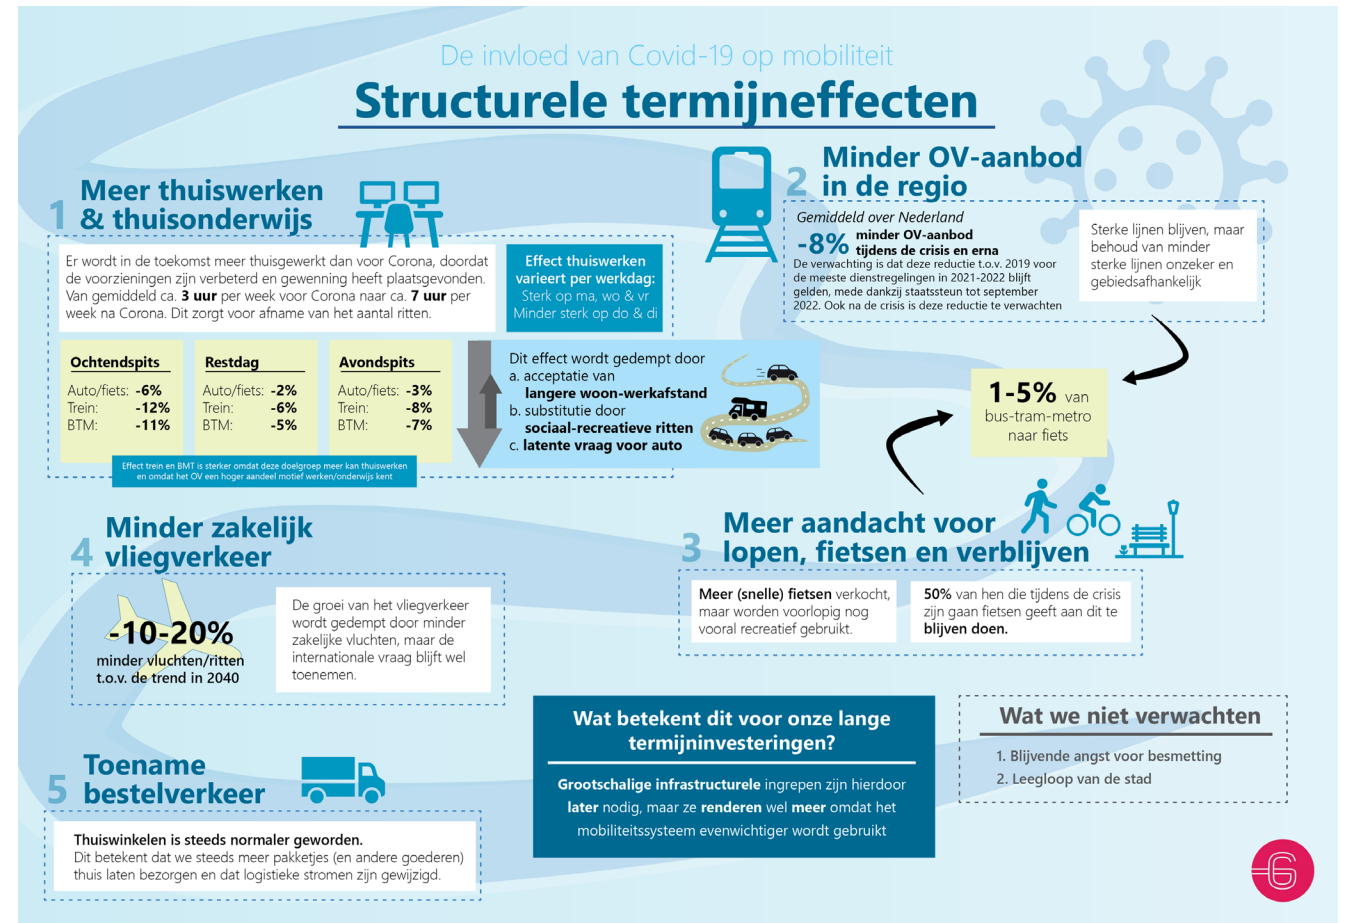 De invloed van Covid-19 op mobiliteit
Structurele termijneffecten
1
Meer thuiswerken
& thuisonderwijs
Er wordt in de toekomst meer thuisgewerkt dan voor Corona, doordat
de voorzieningen zijn verbeterd en gewenning heeft plaatsgevonden.
Van gemiddeld ca. 3 uur per week voor Corona naar ca. 7 uur per
week na Corona. Dit zorgt voor afname van het aantal ritten.
Effect thuiswerken
varieert per werkdag:
Sterk op ma, wo & vr
Minder sterk op do & di
Ochtendspits
Auto/fiets: -6%
Trein: -12%
BTM: -11%
Restdag
Auto/fiets: -2%
Trein: -6%
BTM: -5%
Avondspits
Auto/fiets: -3%
Trein: -8%
BTM: -7%
Effect trein en BMT is sterker omdat deze doelgroep meer kan thuiswerken
en omdat het OV een hoger aandeel motief werken/onderwijs kent
Dit effect wordt gedempt door
a. acceptatie van
langere woon-werkafstand
b. substitutie door
sociaal-recreatieve ritten
c. latente vraag voor auto
2
Minder OV-aanbod
in de regio
Gemiddeld over Nederland
-8% minder OV-aanbod
tijdens de crisis en erna
De verwachting is dat deze reductie t.o.v. 2019 voor
de meeste dienstregelingen in 2021-2022 blijft
gelden, mede dankzij staatssteun tot september
2022. Ook na de crisis is deze reductie te verwachten
Sterke lijnen blijven, maar
behoud van minder
sterke lijnen onzeker en
gebiedsafhankelijk
1-5% van
bus-tram-metro
naar fiets
3
Meer aandacht voor
lopen, fietsen en verblijven
Meer (snelle) fietsen verkocht,
maar worden voorlopig nog
vooral recreatief gebruikt.
50% van hen die tijdens de crisis
zijn gaan fietsen geeft aan dit te
blijven doen.
4
Minder zakelijk
vliegverkeer
-10-20%
minder vluchten/ritten
t.o.v. de trend in 2040
De groei van het vliegverkeer
wordt gedempt door minder
zakelijke vluchten, maar de
internationale vraag blijft wel
toenemen.
5
Toename
bestelverkeer
Thuiswinkelen is steeds normaler geworden.
Dit betekent dat we steeds meer pakketjes (en andere goederen)
thuis laten bezorgen en dat logistieke stromen zijn gewijzigd.
Wat betekent dit voor onze lange
termijninvesteringen?
Grootschalige infrastructurele ingrepen zijn hierdoor
later nodig, maar ze renderen wel meer omdat het
mobiliteitssysteem evenwichtiger wordt gebruikt
Wat we niet verwachten
1. Blijvende angst voor besmetting
2. Leegloop van de stad